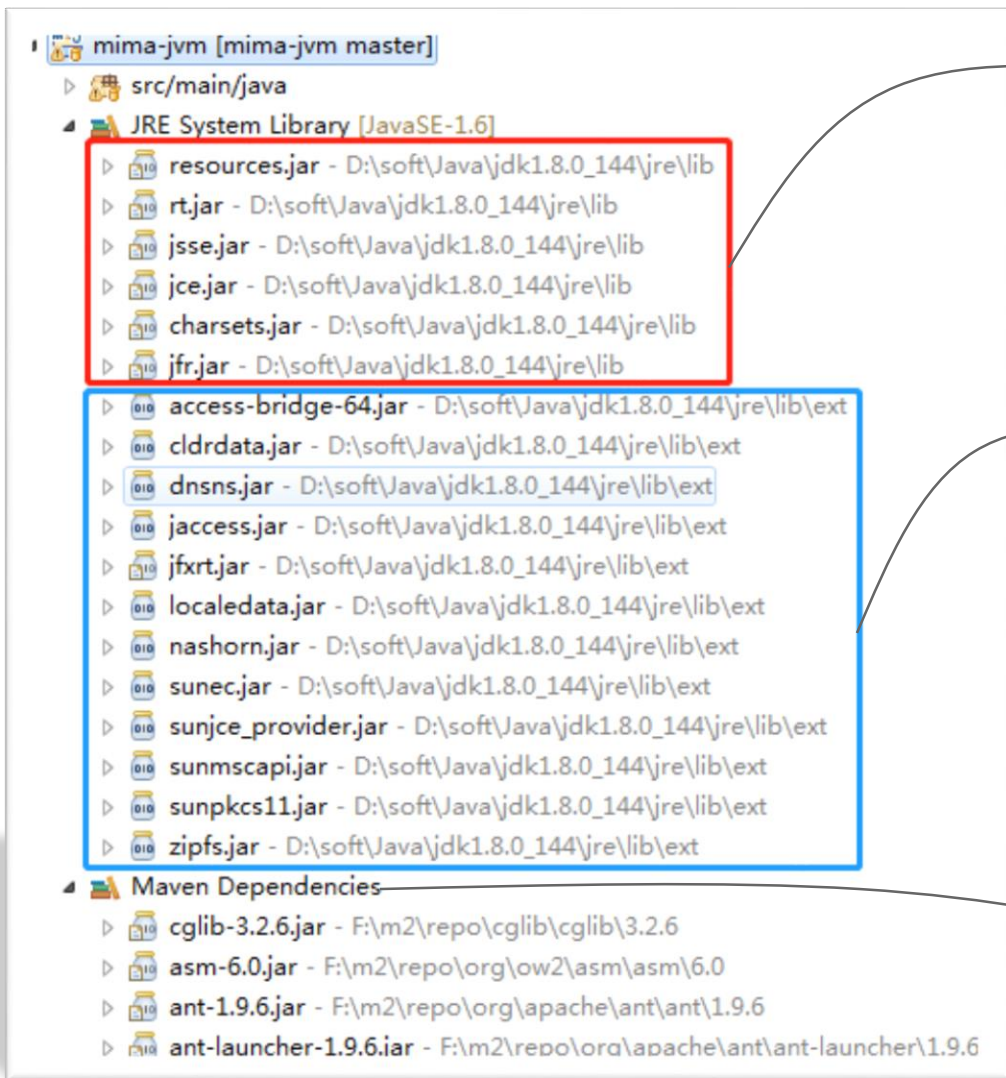 mima-jvm [mima-jvm master]
src/main/java
JRE System Library [JavaSE-1.6]
resources.jar - D:\soft\Java\jdk1.8.0_144\jre\lib
rt.jar - D:\soft\Java\jdk1.8.0_144\jre\lib
jsse.jar - D:\soft\Java\jdk1.8.0_144\jre\lib
jce.jar - D:\soft\Java\jdk1.8.0_144\jre\lib
charsets.jar - D:\soft\Java\jdk1.8.0_144\jre\lib
jfr.jar - D:\soft\Java\jdk1.8.0_144\jre\lib
access-bridge-64.jar - D:\soft\Java\jdk1.8.0_144\jre\lib\ext
cldrdata.jar - D:\soft\Java\jdk1.8.0_144\jre\lib\ext
dnsns.jar - D:\soft\Java\jdk1.8.0_144\jre\lib\ext
jaccess.jar - D:\soft\Java\jdk1.8.0_144\jre\lib\ext
jfxrt.jar - D:\soft\Java\jdk1.8.0_144\jre\lib\ext
localedata.jar - D:\soft\Java\jdk1.8.0_144\jre\lib\ext
nashorn.jar - D:\soft\Java\jdk1.8.0_144\jre\lib\ext
sunec.jar - D:\soft\Java\jdk1.8.0_144\jre\lib\ext
sunjce_provider.jar - D:\soft\Java\jdk1.8.0_144\jre\lib\ext
sunmscapi.jar - D:\soft\Java\jdk1.8.0_144\jre\lib\ext
sunpkcs11.jar - D:\soft\Java\jdk1.8.0_144\jre\lib\ext
zipfs.jar - D:\soft\Java\jdk1.8.0_144\jre\lib\ext
Maven Dependencies
cglib-3.2.6.jar - F:\m2\repo\cglib\cglib\3.2.6
asm-6.0.jar - F:\m2\repo\org\ow2\asm\asm\6.0
ant-1.9.6.jar - F:\m2\repo\org\apache\ant\ant\1.9.6
ant-launcher-1.9.6.jar - F:\m2\repo\org\apache\ant\ant-launcher\1.9.6